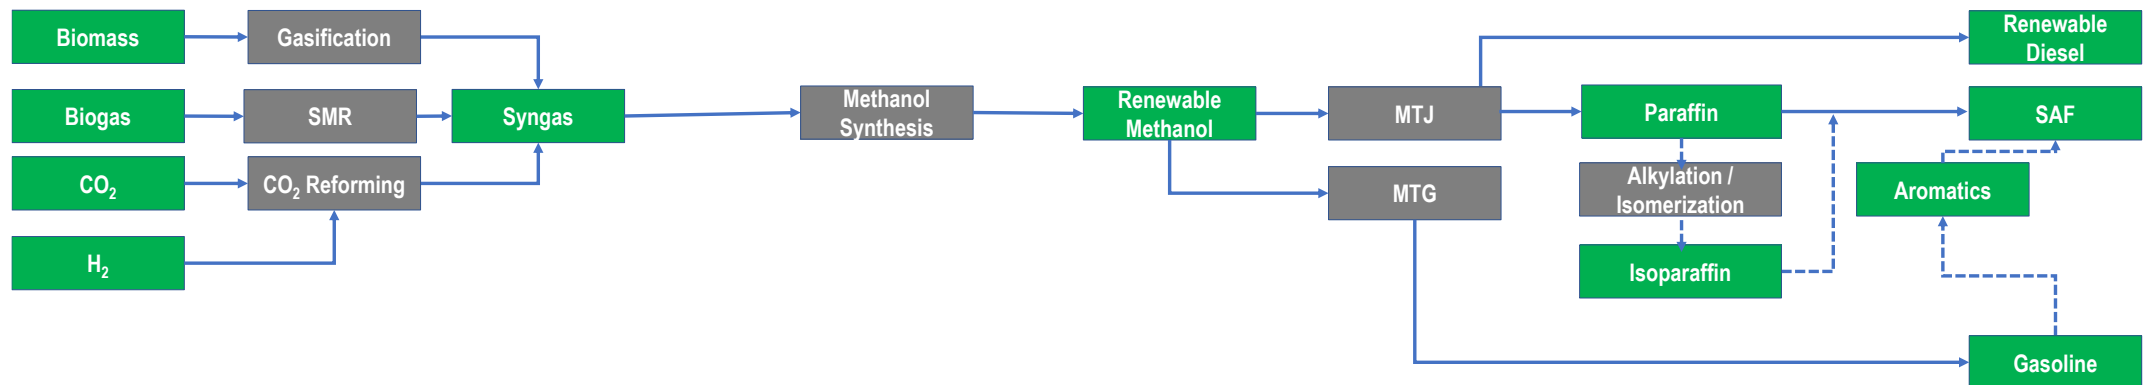 Biomass
Gasification
Biogas
SMR
Syngas
CO₂
CO₂ Reforming
H₂
Methanol
Synthesis
Renewable
Methanol
MTJ
MTG
Paraffin
Alkylation /
Isomerization
Isoparaffin
Renewable
Diesel
SAF
Aromatics
Gasoline